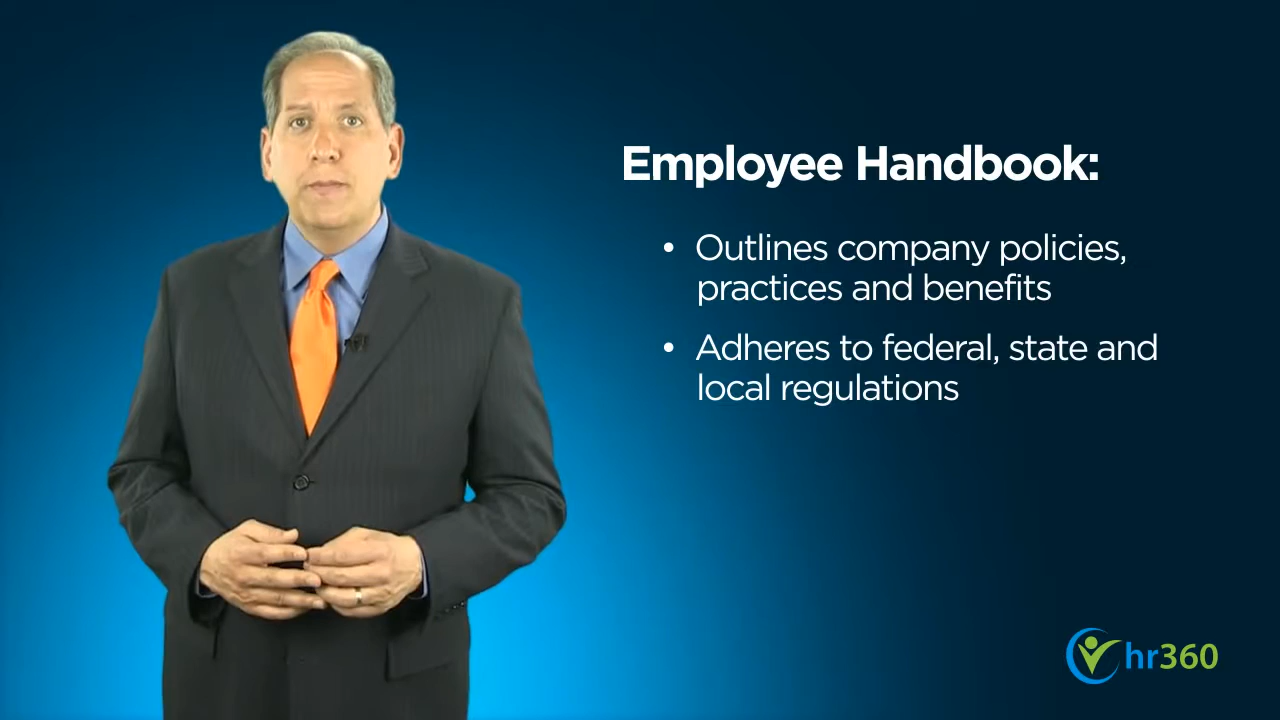 Employee Handbook:
• Outlines company policies,
practices and benefits
• Adheres to federal, state and
local regulations
hr360